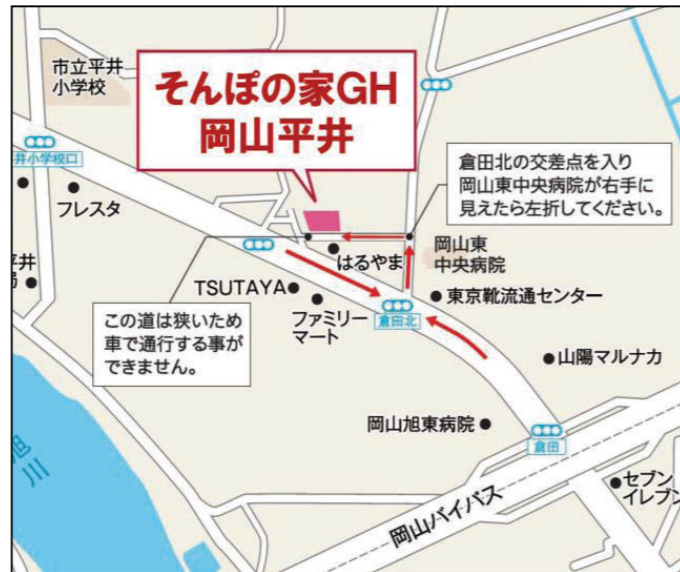 市立平井
小学校
そんぽの家GH
岡山平井
井小学校口
フレスタ
倉田北の交差点を入り
岡山東中央病院が右手に
見えたら左折してください。
はるやま
岡山東
中央病院
平井
局
TSUTAYA
東京靴流通センター
ファミリー
マート
倉田北
この道は狭いため
車で通行する事が
できません。
山陽マルナカ
岡山旭東病院
倉田
旭川
岡山バイパス
セブン
イレブン